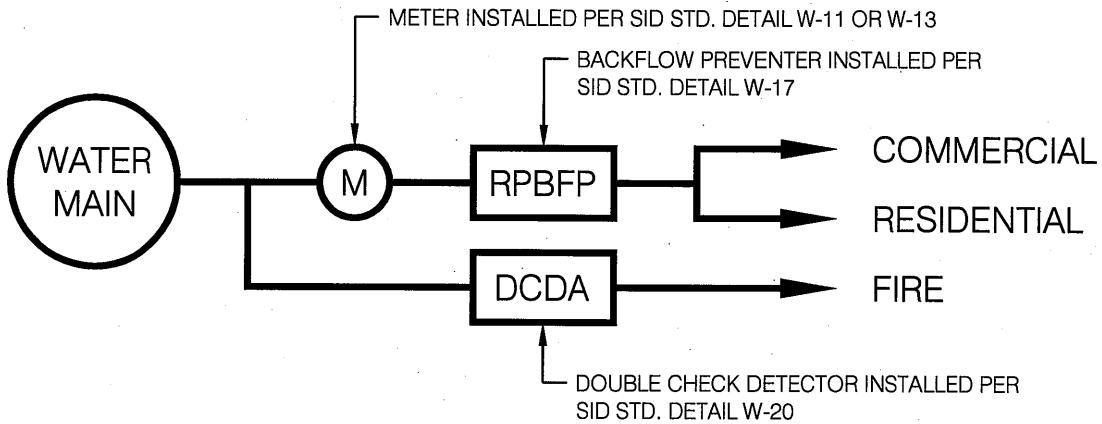 METER INSTALLED PER SID STD. DETAIL W-11 OR W-13
BACKFLOW PREVENTER INSTALLED PER
SID STD. DETAIL W-17
WATER
MAIN
M
RPBFP
COMMERCIAL
RESIDENTIAL
DCDA
FIRE
DOUBLE CHECK DETECTOR INSTALLED PER
SID STD. DETAIL W-20